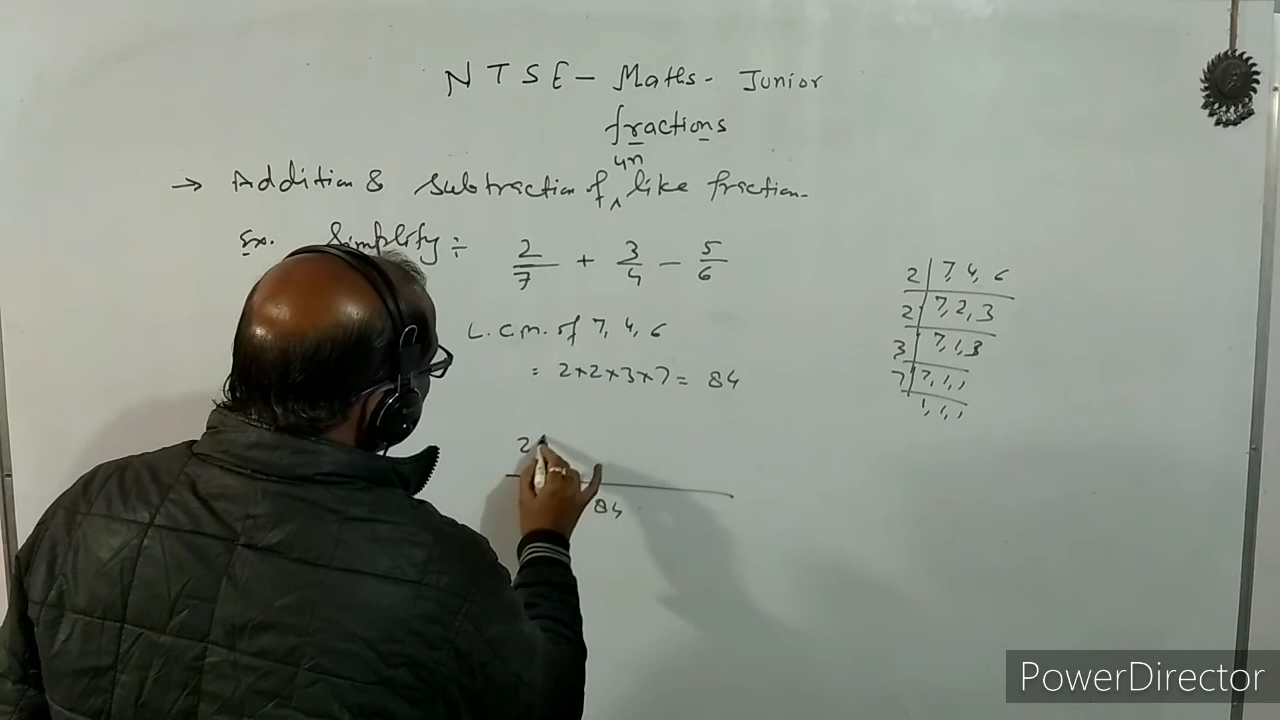 NTSE - Maths - Junior
fractions
un
→ Addition & Subtraction of ^ like fraction.
Ex. Simplify ÷ 2/7 + 3/4 - 5/6
L.C.M. of 7, 4, 6
= 2×2×3×7 = 84
2
84
2 | 7, 4, 6
2 | 7, 2, 3
3 | 7, 1, 3
7 | 7, 1, 1
1, 1, 1
PowerDirector